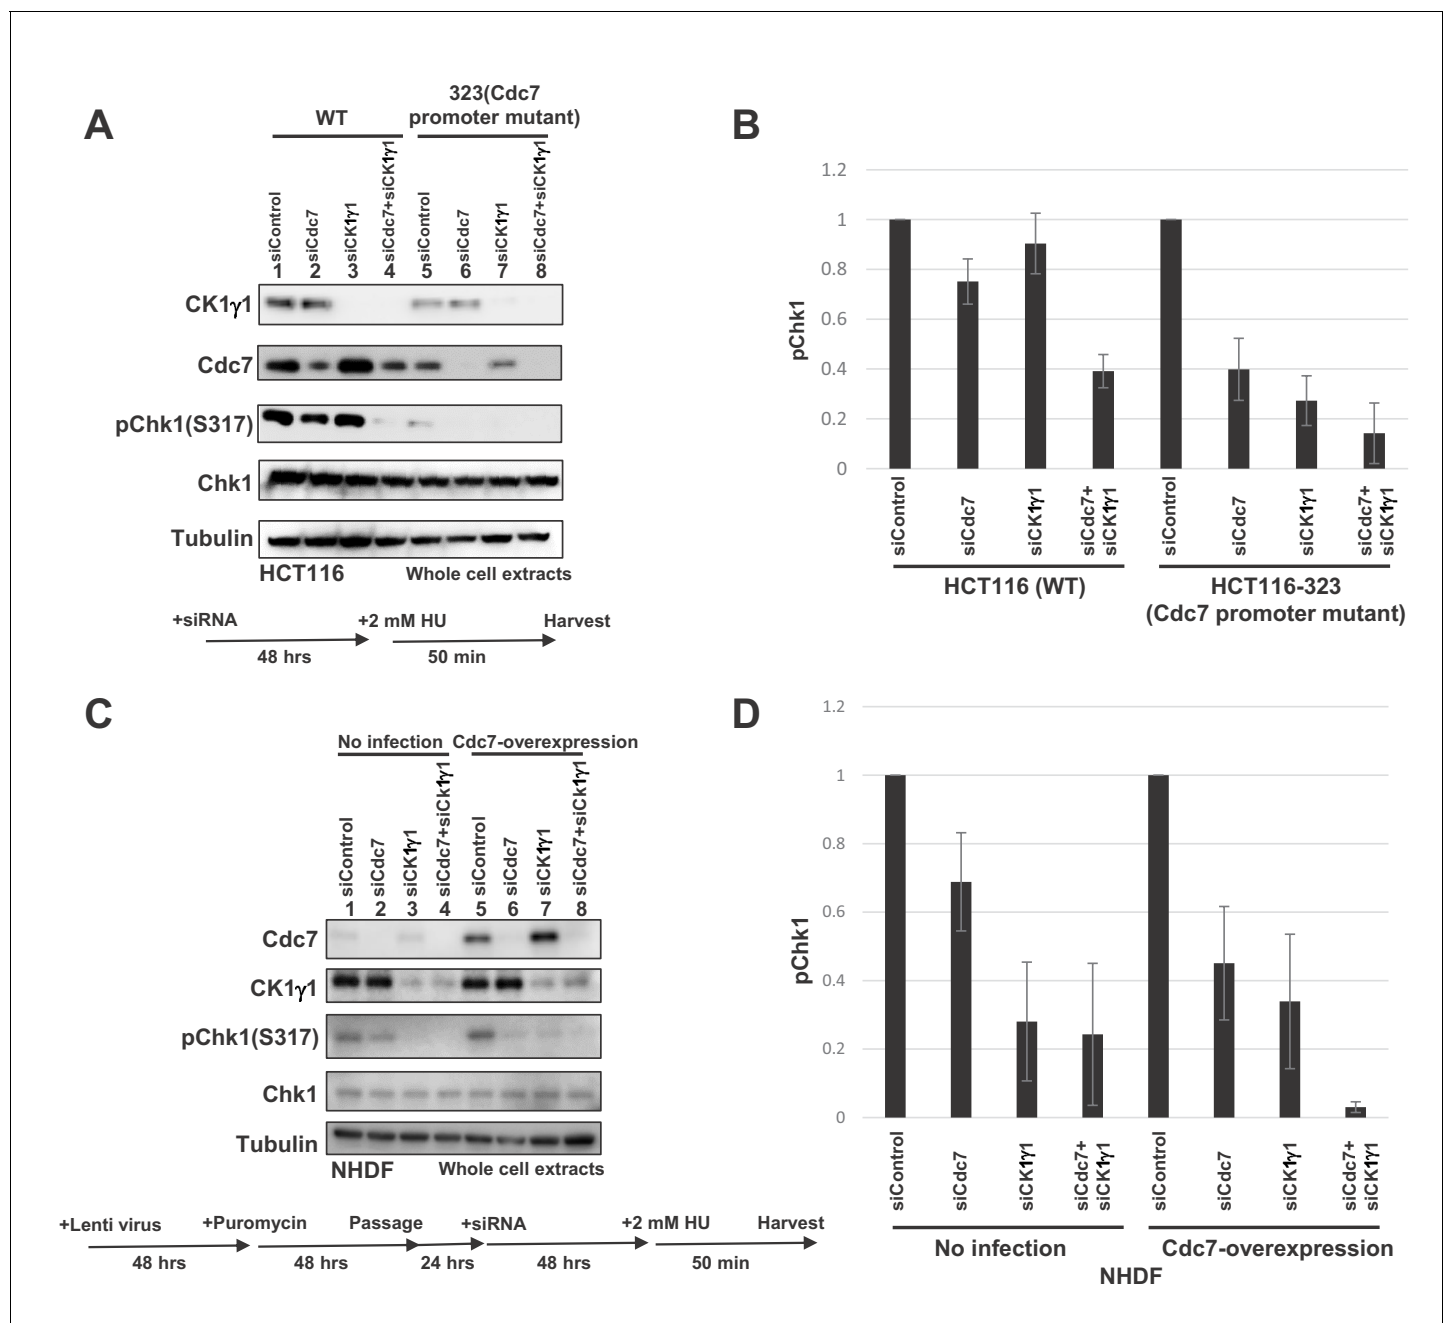 A
WT
323(Cdc7
promoter mutant)
siControl
siCdc7
siCK1γ1
siCdc7+siCK1γ1
siControl
siCdc7
siCK1γ1
siCdc7+siCK1γ1
1 2 3 4 5 6 7 8
CK1γ1
Cdc7
pChk1(S317)
Chk1
Tubulin
HCT116
Whole cell extracts
+siRNA
+2 mM HU
Harvest
48 hrs
50 min
B
1.2
1
0.8
0.6
0.4
0.2
0
pChk1
siControl
siCdc7
siCK1γ1
siCdc7+
siCK1γ1
siControl
siCdc7
siCK1γ1
siCdc7+
siCK1γ1
HCT116 (WT)
HCT116-323
(Cdc7 promoter mutant)
C
No infection
Cdc7-overexpression
siControl
siCdc7
siCK1γ1
siCdc7+siCk1γ1
siControl
siCdc7
siCK1γ1
siCdc7+siCk1γ1
1 2 3 4 5 6 7 8
Cdc7
CK1γ1
pChk1(S317)
Chk1
Tubulin
NHDF
Whole cell extracts
+Lenti virus
+Puromycin
Passage
+siRNA
+2 mM HU
Harvest
48 hrs
48 hrs
24 hrs
48 hrs
50 min
D
1.2
1
0.8
0.6
0.4
0.2
0
pChk1
siControl
siCdc7
siCK1γ1
siCdc7+
siCK1γ1
siControl
siCdc7
siCK1γ1
siCdc7+
siCK1γ1
No infection
Cdc7-overexpression
NHDF